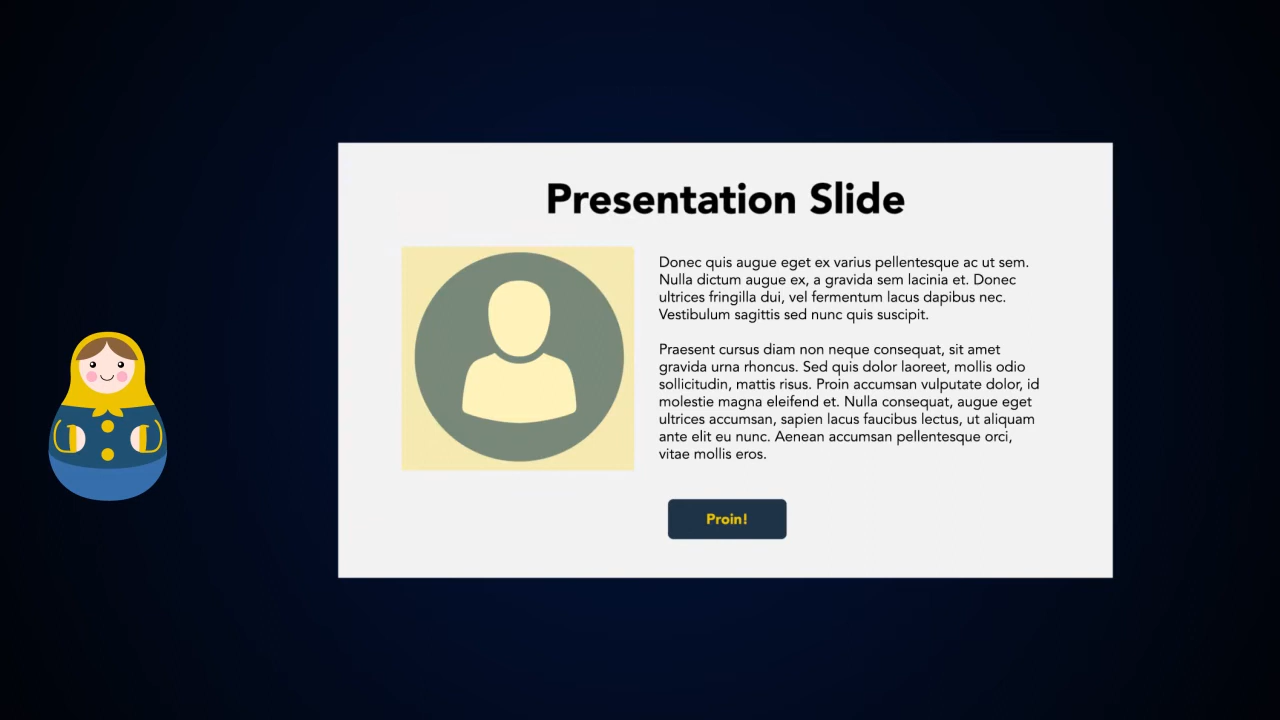 Presentation Slide
Donec quis augue eget ex varius pellentesque ac ut sem.
Nulla dictum augue ex, a gravida sem lacinia et. Donec
ultrices fringilla dui, vel fermentum lacus dapibus nec.
Vestibulum sagittis sed nunc quis suscipit.
Praesent cursus diam non neque consequat, sit amet
gravida urna rhoncus. Sed quis dolor laoreet, mollis odio
sollicitudin, mattis risus. Proin accumsan vulputate dolor, id
molestie magna eleifend et. Nulla consequat, augue eget
ultrices accumsan, sapien lacus faucibus lectus, ut aliquam
ante elit eu nunc. Aenean accumsan pellentesque orci,
vitae mollis eros.
Proin!